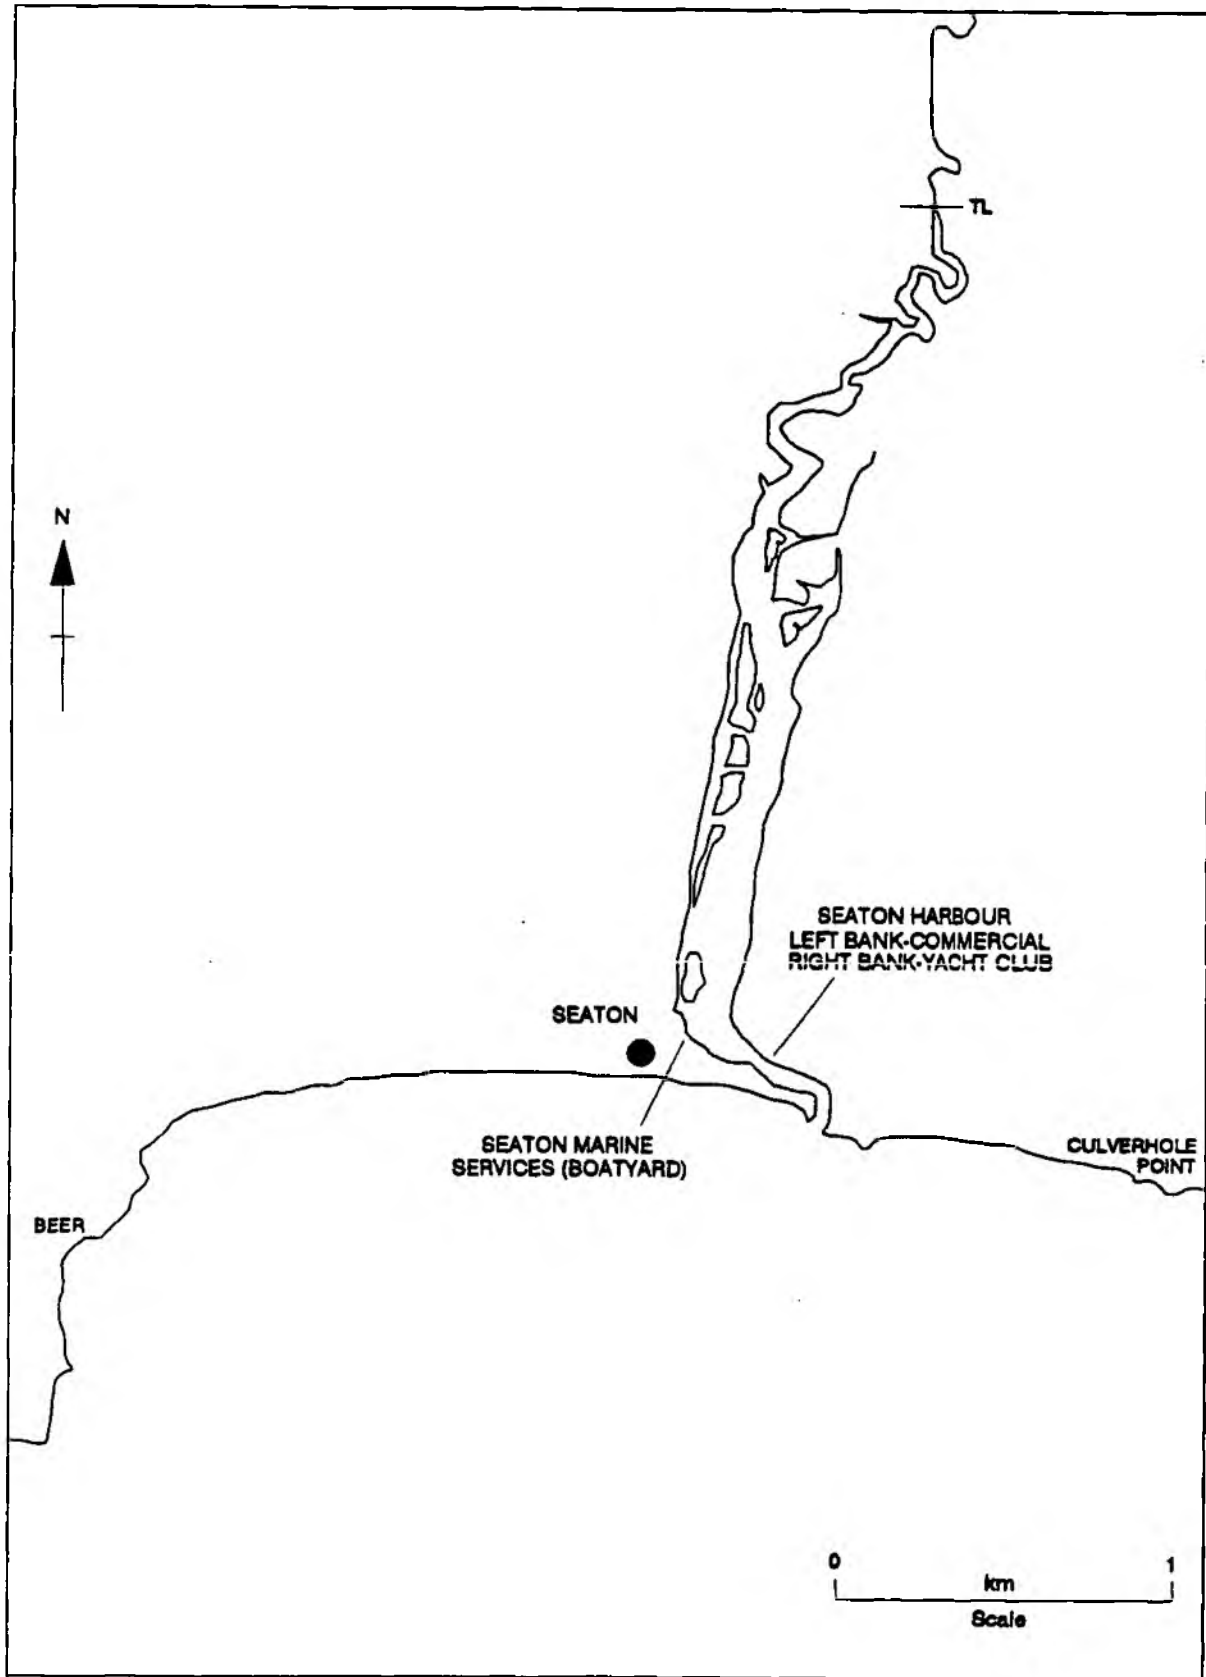 TL
N
SEATON HARBOUR
LEFT BANK-COMMERCIAL
RIGHT BANK-YACHT CLUB
SEATON
SEATON MARINE
SERVICES (BOATYARD)
CULVERHOLE
POINT
BEER
0 1
km
Scale